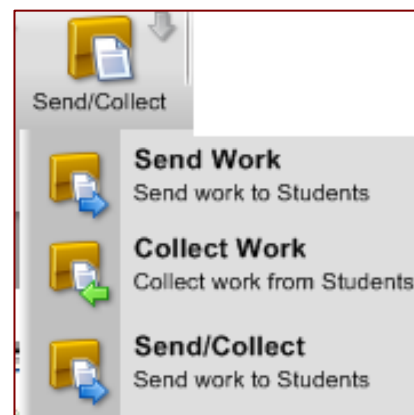 Send/Collect
Send Work
Send work to Students
Collect Work
Collect work from Students
Send/Collect
Send work to Students